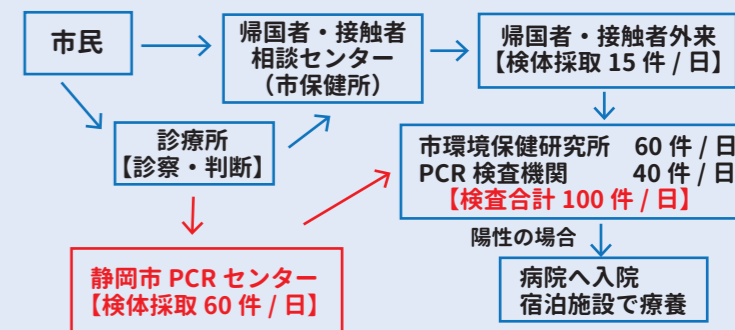 市民
帰国者・接触者
相談センター
(市保健所)
帰国者・接触者外来
【検体採取 15 件 / 日】
診療所
【診察・判断】
市環境保健研究所 60 件 / 日
PCR 検査機関 40 件 / 日
【検査合計 100 件 / 日】
陽性の場合
静岡市 PCR センター
【検体採取 60 件 / 日】
病院へ入院
宿泊施設で療養